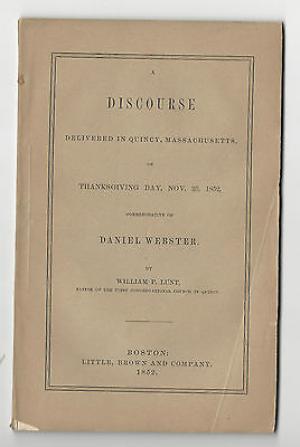 A
DISCOURSE
DELIVERED IN QUINCY, MASSACHUSETTS,
ON
THANKSGIVING DAY, NOV. 25, 1852,
COMMEMORATIVE OF
DANIEL WEBSTER.
BY
WILLIAM P. LUNT,
PASTOR OF THE FIRST CONGREGATIONAL CHURCH IN QUINCY.
BOSTON:
LITTLE, BROWN AND COMPANY.
1852.